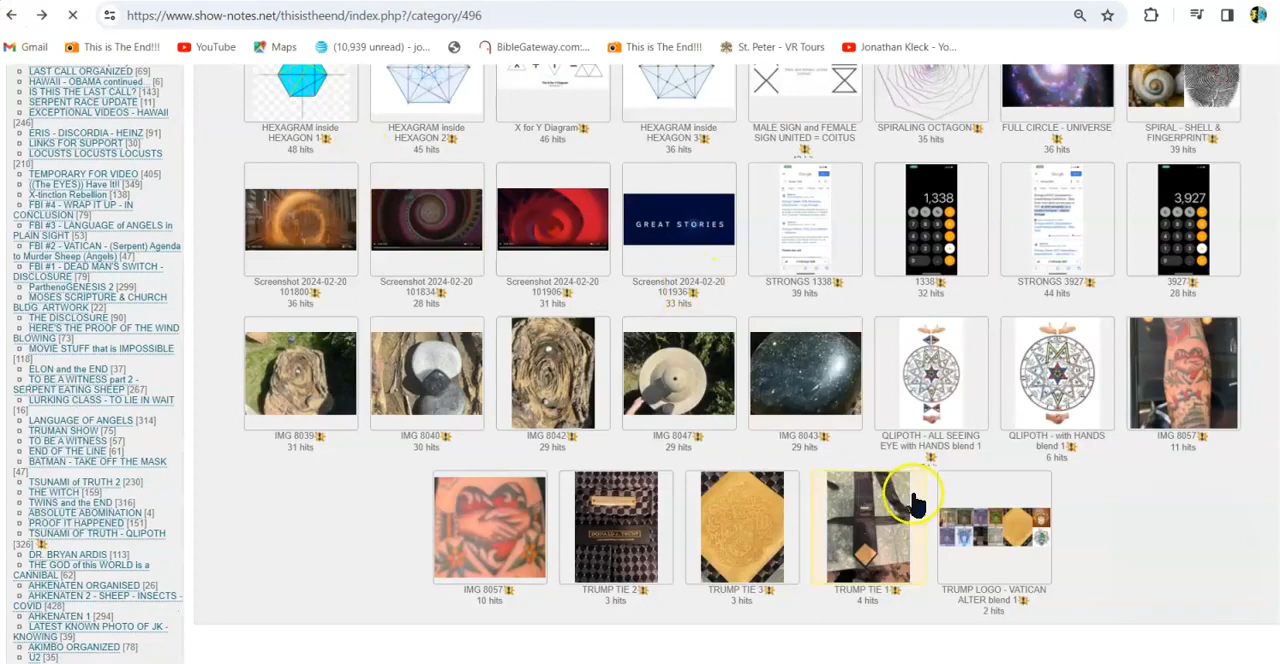 https://www.show-notes.net/thisistheend/index.php?/category/496
Gmail
This is The End!!!
YouTube
Maps
(10,939 unread) - jo...
BibleGateway.com:...
This is The End!!!
St. Peter - VR Tours
Jonathan Kleck - Yo...
LAST CALL ORGANIZED [69]
HAWAII - OBAMA continued... [6]
IS THIS THE LAST CALL? [143]
SERPENT RACE UPDATE [11]
EXCEPTIONAL VIDEOS - HAWAII
[246]
ERIS - DISCORDIA - HEINZ [91]
LINKS FOR SUPPORT [30]
LOCUSTS LOCUSTS LOCUSTS
[210]
TEMPORARY FOR VIDEO [405]
((The EYES)) Have It!! [349]
X-tinction Rebellion [138]
FBI #4 - WRAP IT UP - IN
CONCLUSION [79]
FBI #3 - LANGUAGE of ANGELS in
PLAIN SIGHT [53]
FBI #2 - VATICAN - (Serpent) Agenda
to Murder Sheep (Angels) [47]
FBI #1 - DEAD MAN'S SWITCH -
DISCLOSURE [79]
ParthenoGENESIS 2 [299]
MOSES SCRIPTURE & CHURCH
BLDG. ARTWORK [22]
THE DISCLOSURE [90]
HERE'S THE PROOF OF THE WIND
BLOWING [73]
MOVIE STUFF that is IMPOSSIBLE
[118]
ELON and the END [37]
TO BE A WITNESS part 2 -
SERPENT EATING SHEEP [267]
LURKING CLASS - TO LIE IN WAIT
[16]
LANGUAGE of ANGELS [314]
TRUMAN SHOW [75]
TO BE A WITNESS [57]
END OF THE LINE [61]
BATMAN - TAKE OFF THE MASK
[47]
TSUNAMI of TRUTH 2 [230]
THE WITCH [159]
TWINS and the END [316]
ABSOLUTE ABOMINATION [4]
PROOF IT HAPPENED [151]
TSUNAMI OF TRUTH - QLIPOTH
[326]
DR. BRYAN ARDIS [113]
THE GOD of this WORLD is a
CANNIBAL [62]
AHKENATEN ORGANISED [26]
AHKENATEN 2 - SHEEP - INSECTS -
COVID [428]
AHKENATEN 1 [294]
LATEST KNOWN PHOTO OF JK -
KNOWING [39]
AKIMBO ORGANIZED [78]
U2 [35]
HEXAGRAM inside
HEXAGON 1
48 hits
HEXAGRAM inside
HEXAGON 2
45 hits
X for Y Diagram
46 hits
HEXAGRAM inside
HEXAGON 3
36 hits
MALE SIGN and FEMALE
SIGN UNITED = COITUS
SPIRALING OCTAGON
35 hits
FULL CIRCLE - UNIVERSE
36 hits
SPIRAL - SHELL &
FINGERPRINT
39 hits
GREAT STORIES
1,338
3,927
Screenshot 2024-02-20
101800
36 hits
Screenshot 2024-02-20
101834
28 hits
Screenshot 2024-02-20
101906
31 hits
Screenshot 2024-02-20
101936
33 hits
STRONGS 1338
39 hits
1338
32 hits
STRONGS 3927
44 hits
3927
28 hits
IMG 8039
31 hits
IMG 8040
30 hits
IMG 8042
29 hits
IMG 8047
29 hits
IMG 8043
29 hits
QLIPOTH - ALL SEEING
EYE with HANDS blend 1
QLIPOTH - with HANDS
blend 1
6 hits
IMG 8057
11 hits
DONALD J. TRUMP
IMG 8057
10 hits
TRUMP TIE 2
3 hits
TRUMP TIE 3
3 hits
TRUMP TIE 1
4 hits
TRUMP LOGO - VATICAN
ALTER blend 1
2 hits